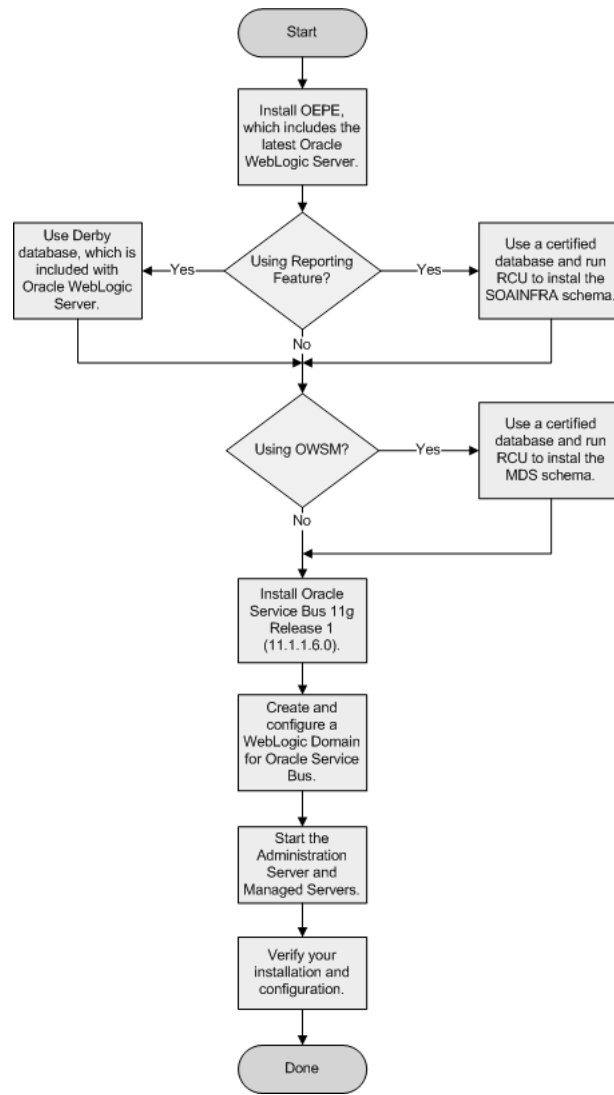 Start
Install OEPE,
which includes the
latest Oracle
WebLogic Server.
Use Derby
database, which is
included with
Oracle WebLogic
Server.
Yes
Using Reporting
Feature?
Yes
Use a certified
database and run
RCU to instal the
SOAINFRA schema.
No
Using OWSM?
Yes
Use a certified
database and run
RCU to instal the
MDS schema.
No
Install Oracle
Service Bus 11g
Release 1
(11.1.1.6.0).
Create and
configure a
WebLogic Domain
for Oracle Service
Bus.
Start the
Administration
Server and
Managed Servers.
Verify your
installation and
configuration.
Done